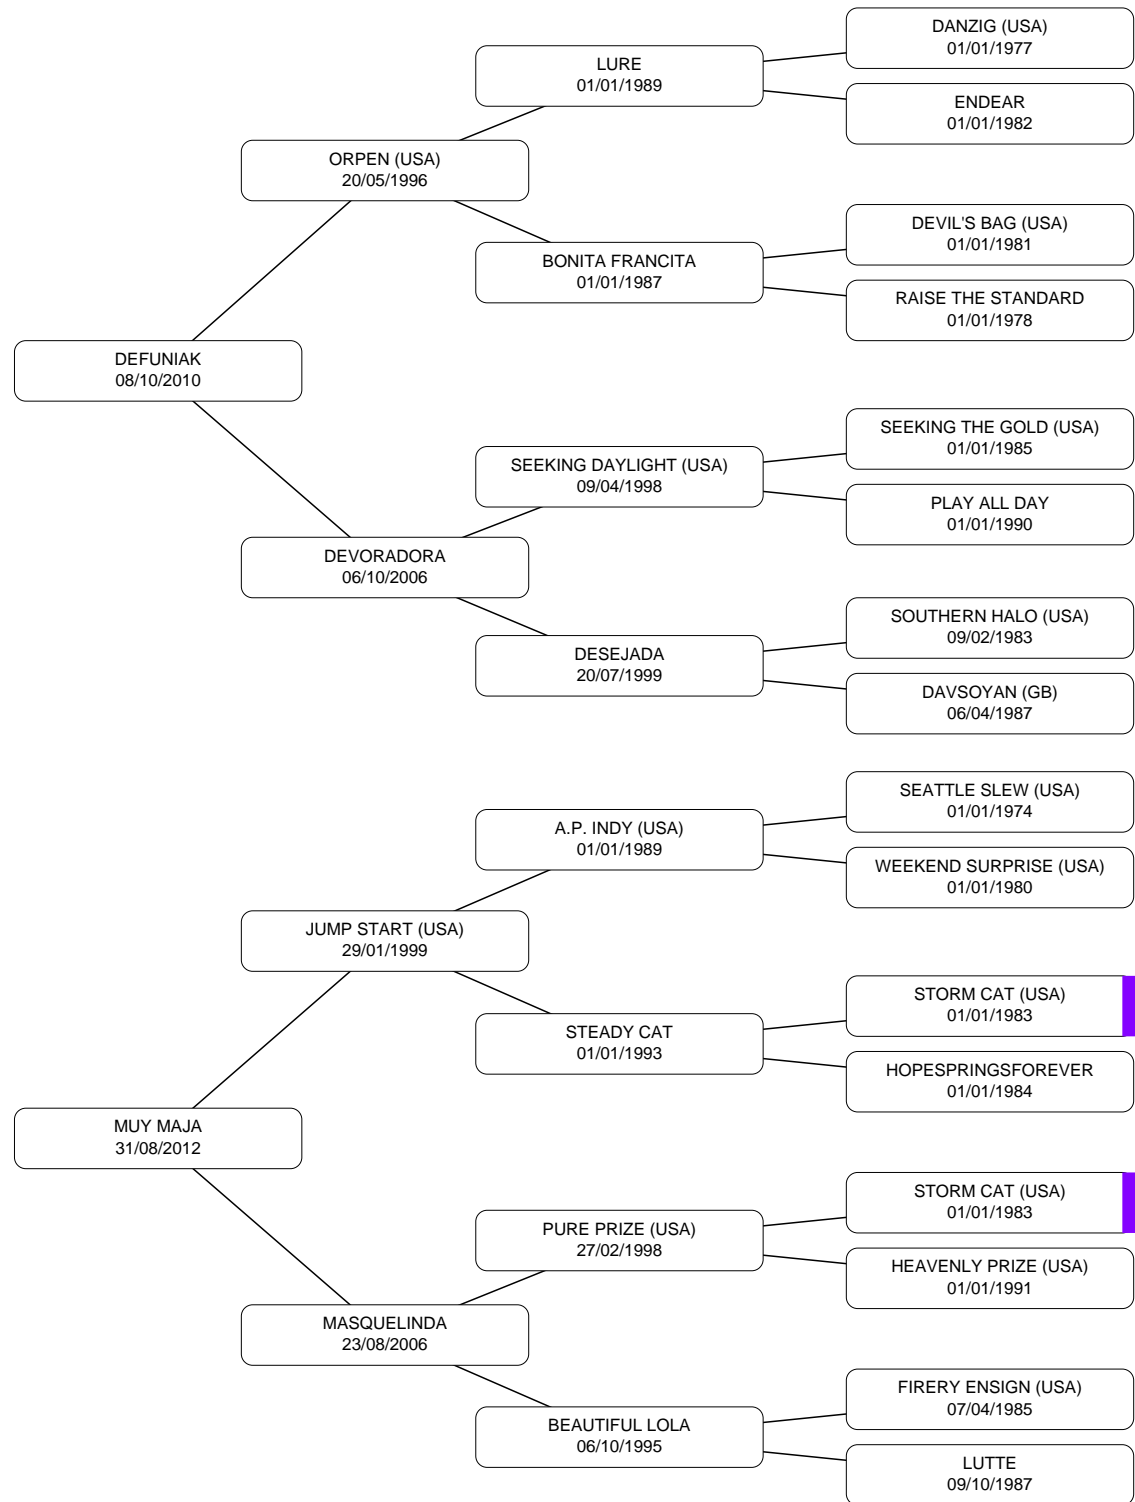 DANZIG (USA)
01/01/1977
LURE
01/01/1989
ENDEAR
01/01/1982
ORPEN (USA)
20/05/1996
DEVIL'S BAG (USA)
01/01/1981
BONITA FRANCITA
01/01/1987
RAISE THE STANDARD
01/01/1978
DEFUNIAK
08/10/2010
SEEKING THE GOLD (USA)
01/01/1985
SEEKING DAYLIGHT (USA)
09/04/1998
PLAY ALL DAY
01/01/1990
DEVORADORA
06/10/2006
SOUTHERN HALO (USA)
09/02/1983
DESEJADA
20/07/1999
DAVSOYAN (GB)
06/04/1987
SEATTLE SLEW (USA)
01/01/1974
A.P. INDY (USA)
01/01/1989
WEEKEND SURPRISE (USA)
01/01/1980
JUMP START (USA)
29/01/1999
STORM CAT (USA)
01/01/1983
STEADY CAT
01/01/1993
HOPESPRINGSFOREVER
01/01/1984
MUY MAJA
31/08/2012
STORM CAT (USA)
01/01/1983
PURE PRIZE (USA)
27/02/1998
HEAVENLY PRIZE (USA)
01/01/1991
MASQUELINDA
23/08/2006
FIRERY ENSIGN (USA)
07/04/1985
BEAUTIFUL LOLA
06/10/1995
LUTTE
09/10/1987